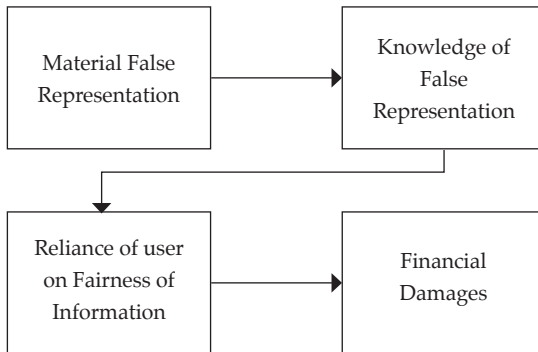 Material False
Representation
Knowledge of
False
Representation
Reliance of user
on Fairness of
Information
Financial
Damages